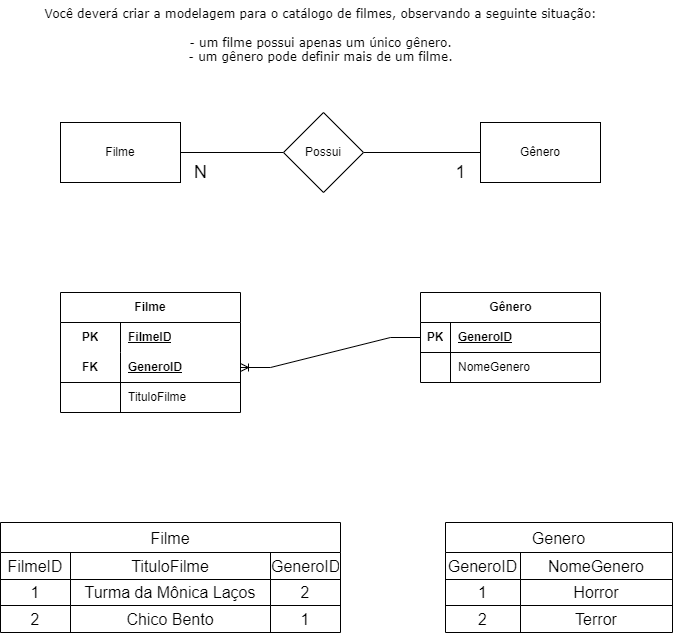 Você deverá criar a modelagem para o catálogo de filmes, observando a seguinte situação:
- um filme possui apenas um único gênero.
- um gênero pode definir mais de um filme.
Filme Possui Gênero
N 1
Filme Gênero
PK FilmeID PK GeneroID
FK GeneroID NomeGenero
TituloFilme
Filme Genero
FilmeID TituloFilme GeneroID GeneroID NomeGenero
1 Turma da Mônica Laços 2 1 Horror
2 Chico Bento 1 2 Terror